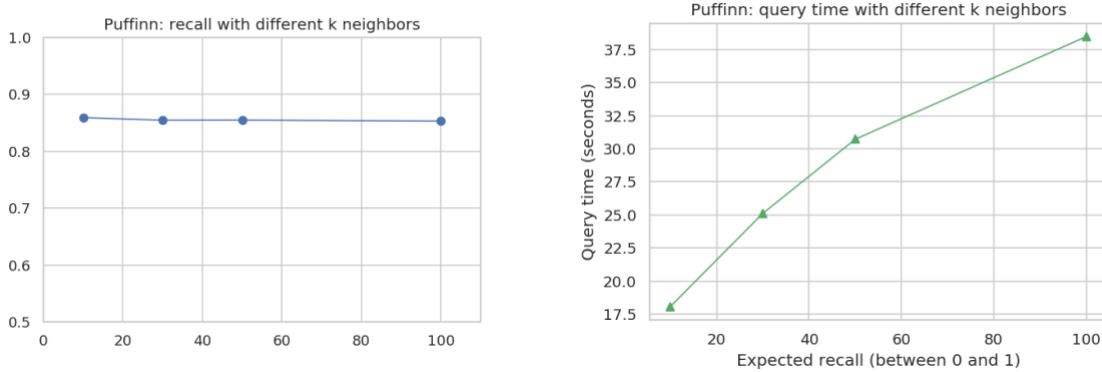 Puffinn: recall with different k neighbors
1.0
0.9
0.8
0.7
0.6
0.5
0 20 40 60 80 100
Puffinn: query time with different k neighbors
Query time (seconds)
37.5
35.0
32.5
30.0
27.5
25.0
22.5
20.0
17.5
20 40 60 80 100
Expected recall (between 0 and 1)